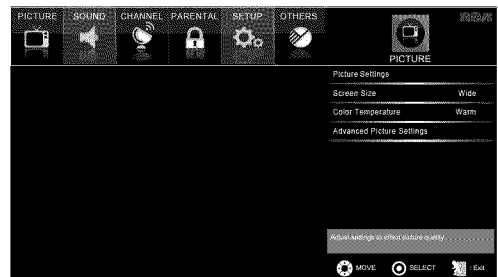 PICTURE SOUND CHANNEL PARENTAL SETUP OTHERS
RCA
PICTURE
Picture Settings
Screen Size Wide
Color Temperature Warm
Advanced Picture Settings
Adjust settings to affect picture quality
MOVE SELECT : Exit